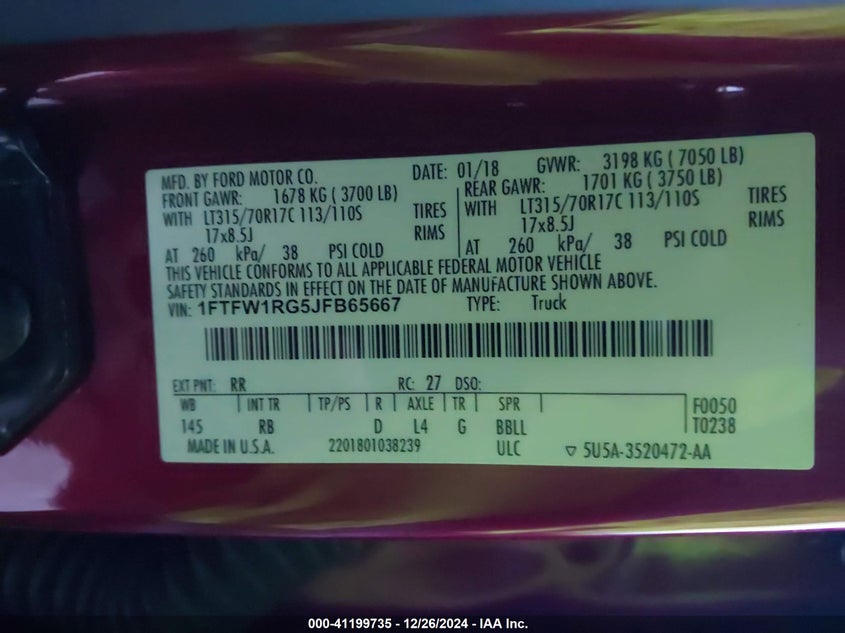 MFD. BY FORD MOTOR CO. DATE: 01/18 GVWR: 3198 KG ( 7050 LB)
FRONT GAWR: 1678 KG ( 3700 LB) REAR GAWR: 1701 KG ( 3750 LB)
WITH LT315/70R17C 113/110S TIRES WITH LT315/70R17C 113/110S TIRES
17x8.5J RIMS 17x8.5J RIMS
AT 260 kPa/ 38 PSI COLD AT 260 kPa/ 38 PSI COLD
THIS VEHICLE CONFORMS TO ALL APPLICABLE FEDERAL MOTOR VEHICLE
SAFETY STANDARDS IN EFFECT ON THE DATE OF MANUFACTURE SHOWN ABOVE.
VIN: 1FTFW1RG5JFB65667 TYPE: Truck
EXT PNT: RR RC: 27 DSO:
WB INT TR TP/PS R AXLE TR SPR F0050
145 RB D L4 G BBLL T0238
MADE IN U.S.A. 2201801038239 ULC ▽ 5U5A-3520472-AA
000-41199735 - 12/26/2024 - IAA Inc.